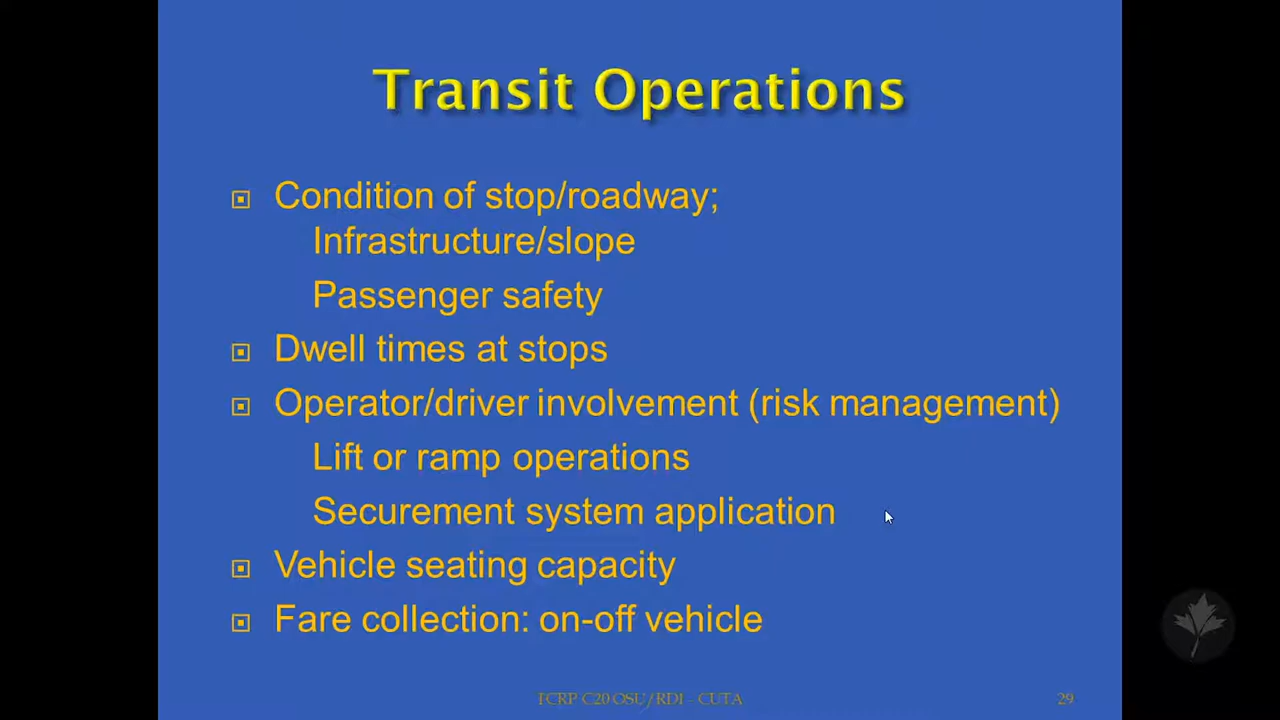 Transit Operations
Condition of stop/roadway;
Infrastructure/slope
Passenger safety
Dwell times at stops
Operator/driver involvement (risk management)
Lift or ramp operations
Securement system application
Vehicle seating capacity
Fare collection: on-off vehicle
TCRP C20 OSU/RDI - CUTA
29